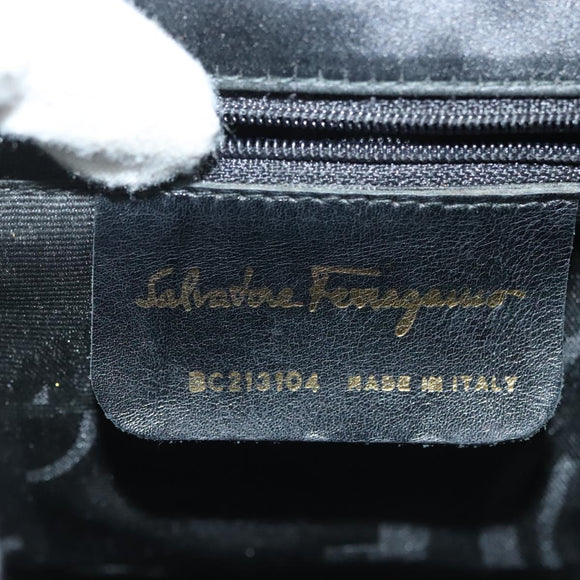 Salvatore Ferragamo
BC213104 MADE IN ITALY